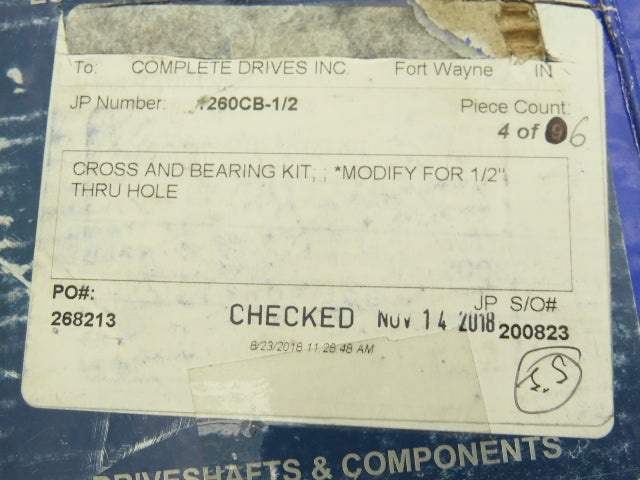 To: COMPLETE DRIVES INC. Fort Wayne IN
JP Number: 1260CB-1/2 Piece Count:
4 of 6
CROSS AND BEARING KIT; ; *MODIFY FOR 1/2"
THRU HOLE
PO#: JP S/O#
268213 CHECKED NOV 14 2018 200823
8/23/2018 11:28:48 AM
DRIVESHAFTS & COMPONENTS